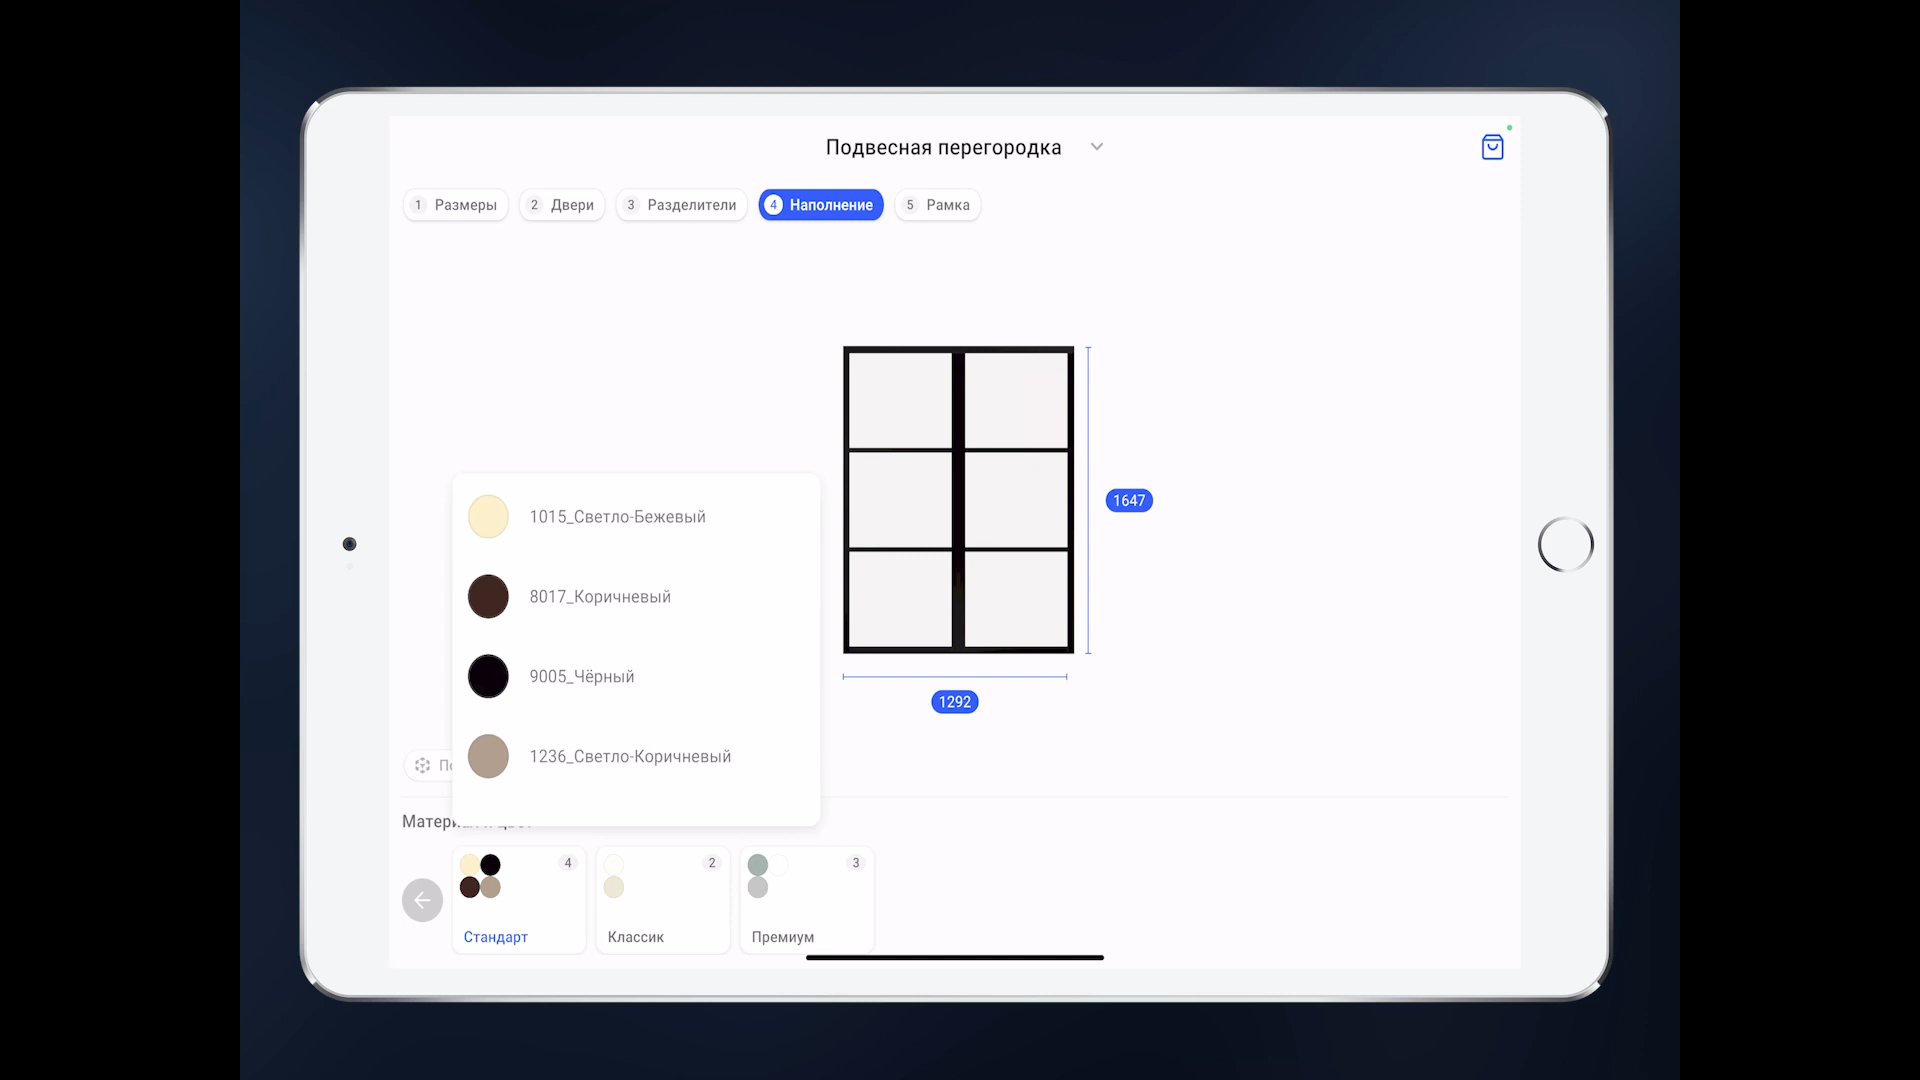 Подвесная перегородка
1 Размеры
2 Двери
3 Разделители
4 Наполнение
5 Рамка
1647
1292
1015_Светло-Бежевый
8017_Коричневый
9005_Чёрный
1236_Светло-Коричневый
4
Стандарт
2
Классик
3
Премиум